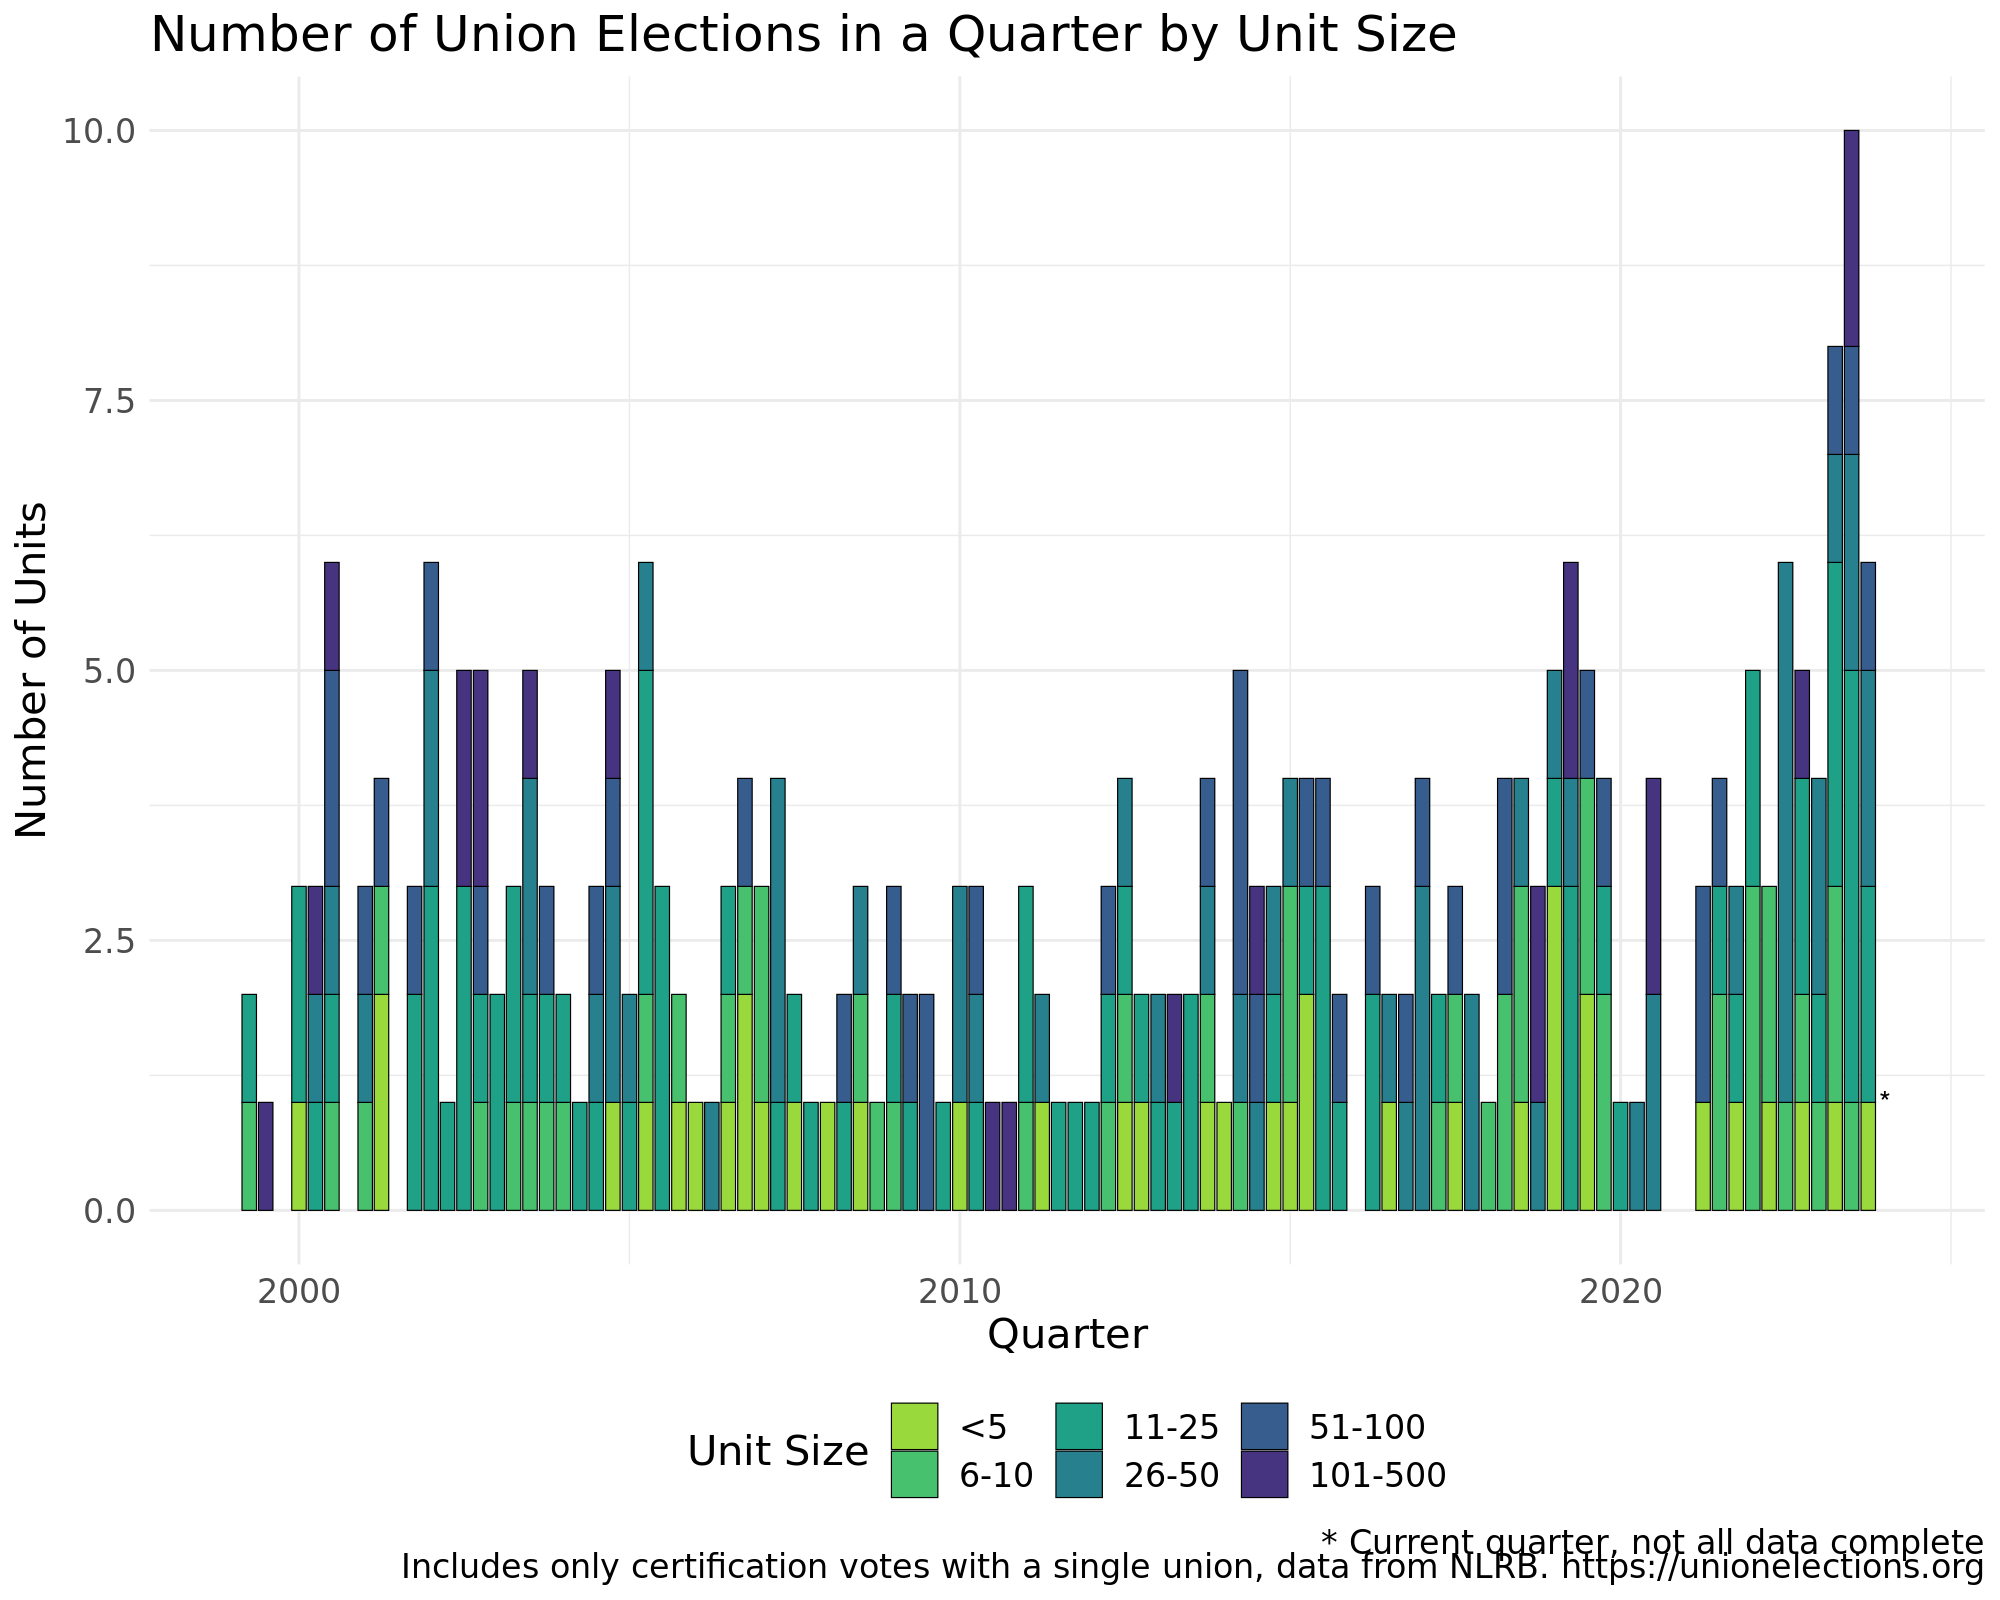 Number of Union Elections in a Quarter by Unit Size
Number of Units
10.0
7.5
5.0
2.5
0.0
*
2000 2010 2020
Quarter
Unit Size
<5 11-25 51-100
6-10 26-50 101-500
* Current quarter, not all data complete
Includes only certification votes with a single union, data from NLRB. https://unionelections.org